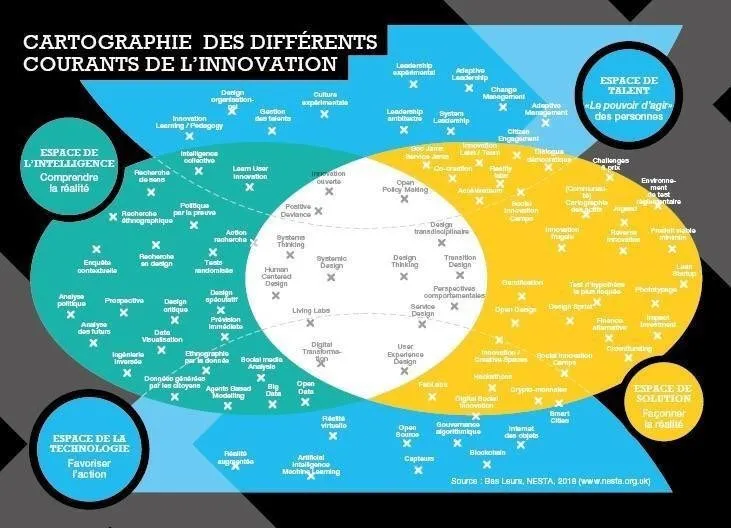 CARTOGRAPHIE DES DIFFÉRENTS
COURANTS DE L'INNOVATION
ESPACE DE
TALENT
«Le pouvoir d'agir»
des personnes
ESPACE DE
L'INTELLIGENCE
Comprendre
la réalité
Leadership
expérimental
Adaptive
Leadership
Change
Management
Adaptive
Management
Design
organisation-
nel
Culture
expérimentale
Gestion
des talents
Innovation
Learning / Pedagogy
Leadership
System
Leadership
Citizen
Engagement
Intelligence
collective
Learn User
Innovation
Recherche
de sens
Recherche
éthnographique
Politique
par la preuve
Action
recherche
Enquête
contextuelle
Recherche
en design
Tests
randomisés
Analyse
politique
Prospective
Design
critique
Design
spéculatif
Prévision
immédiate
Analyse
des futurs
Data
Visualisation
Ingénierie
inversée
Ethnographie
par la donnée
Social media
Analysis
Donnée générées
par les citoyens
Agents Based
Modelling
Big
Data
Open
Data
Innovation
ouverte
Open
Policy Making
Positive
Deviance
Design
transdisciplinaire
Systems
Thinking
Systemic
Design
Design
Thinking
Transition
Design
Human
Centered
Design
Perspectives
comportementales
Living Labs
Service
Design
Digital
Transforma-
tion
User
Experience
Design
Gov Jams
Service Jams
Innovation
Labs / Team
Dialogue
démocratique
Co-creation
Reality
labs
Accélérateurs
Challenges
à prix
Environne-
ment
de test
réglementaire
Social
Innovation
Camps
Cartographie
des actifs
Jugaad
Innovation
frugale
Reverse
Innovation
Produit viable
minimum
Lean
Startup
Gamification
Test d'hypothèse
la plus risquée
Prototypage
Open Design
Design Sprint
Finance
alternative
Impact
Investment
Crowdfunding
Innovation /
Creative Spaces
Social Innovation
Camps
Hackathons
FabLabs
Crypto-monnaies
Digital Social
Innovation
Smart
Cities
ESPACE DE
SOLUTION
Façonner
la réalité
ESPACE DE LA
TECHNOLOGIE
Favoriser
l'action
Réalité
virtuelle
Open
Source
Gouvernance
algorithmique
Internet
des objets
Réalité
augmentée
Artificial
Intelligence
Machine Learning
Capteurs
Blockchain
Source : Bas Leurs, NESTA, 2018 (www.nesta.org.uk)